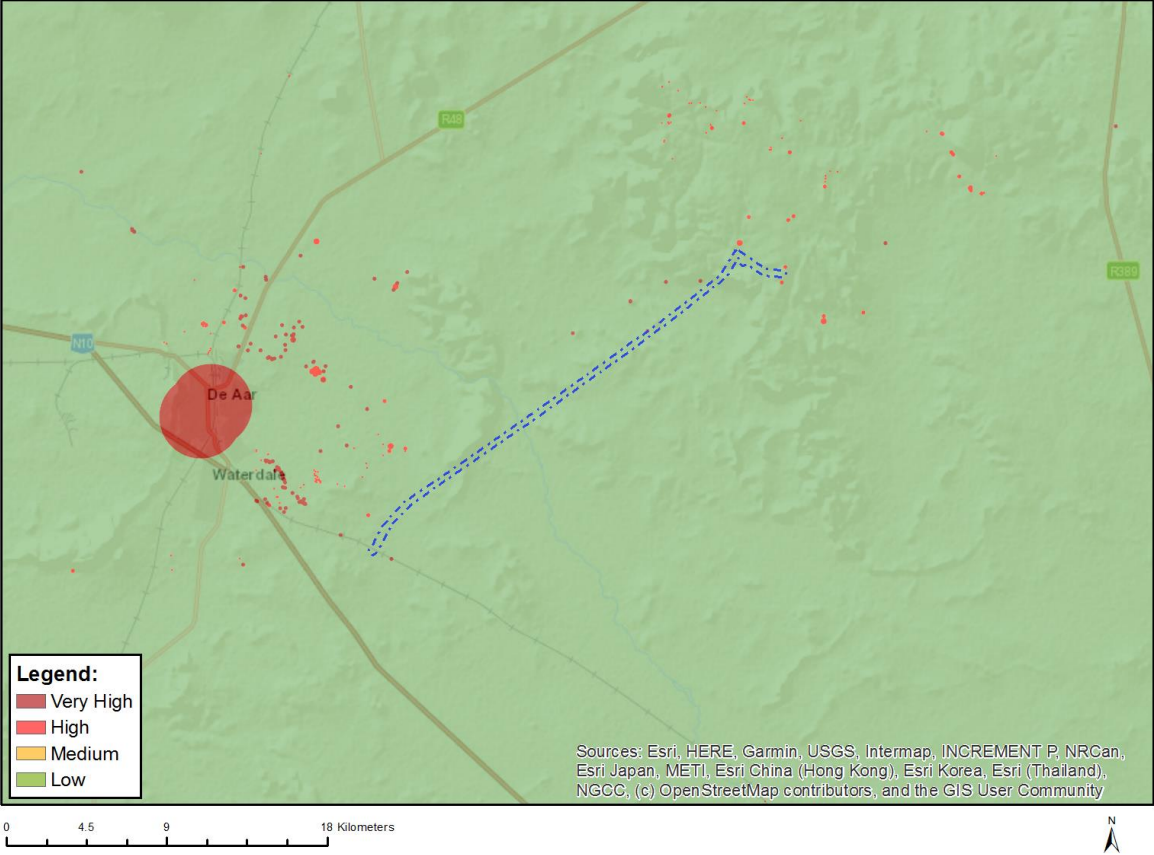 R48
R389
N10
De Aar
Waterdale
Legend:
Very High
High
Medium
Low
Sources: Esri, HERE, Garmin, USGS, Intermap, INCREMENT P, NRCan,
Esri Japan, METI, Esri China (Hong Kong), Esri Korea, Esri (Thailand),
NGCC, (c) OpenStreetMap contributors, and the GIS User Community
0 4.5 9 18 Kilometers
N